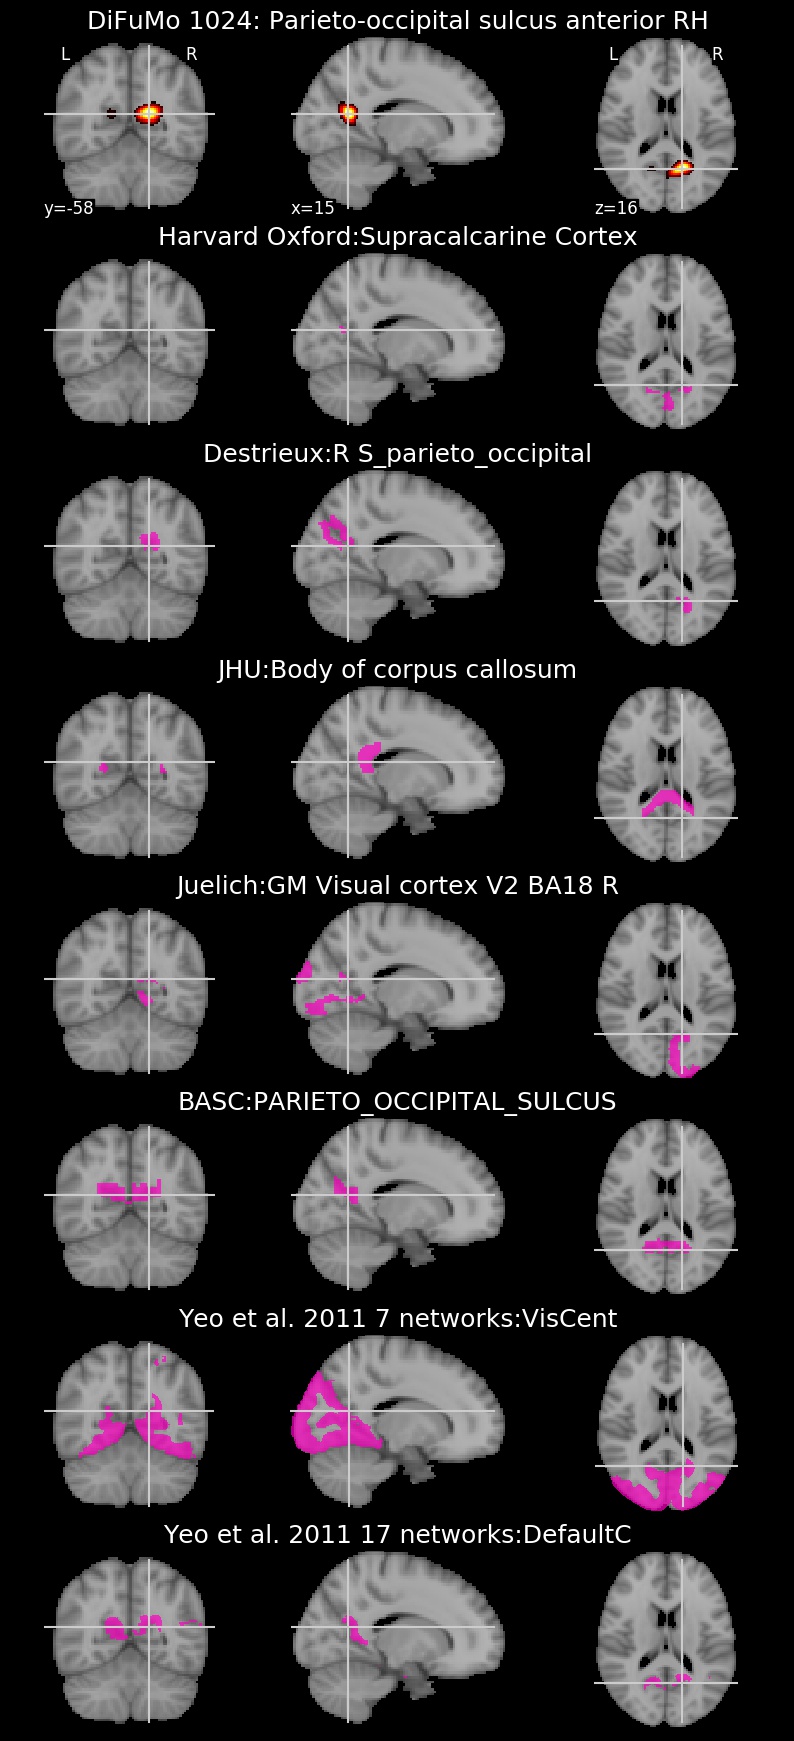 DiFuMo 1024: Parieto-occipital sulcus anterior RH
L R L R
y=-58 x=15 z=16
Harvard Oxford:Supracalcarine Cortex
Destrieux:R S_parieto_occipital
JHU:Body of corpus callosum
Juelich:GM Visual cortex V2 BA18 R
BASC:PARIETO_OCCIPITAL_SULCUS
Yeo et al. 2011 7 networks:VisCent
Yeo et al. 2011 17 networks:DefaultC